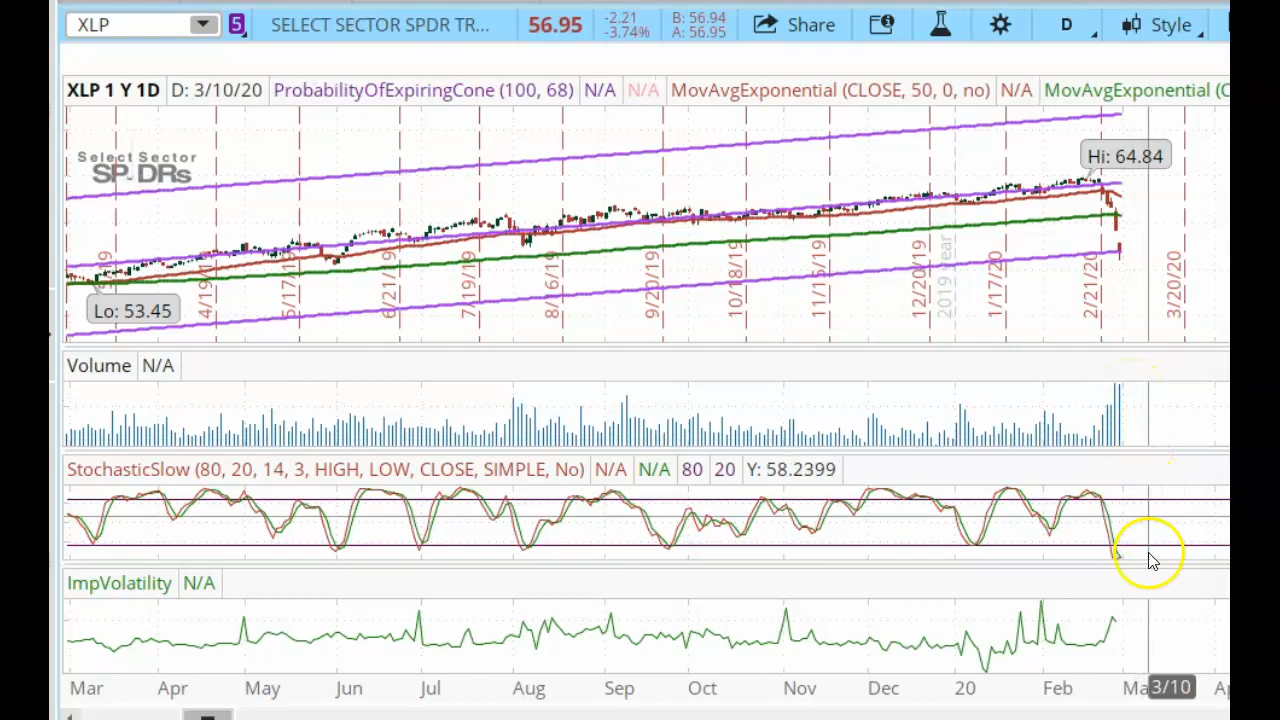 XLP 5 SELECT SECTOR SPDR TR... 56.95 -2.21 B: 56.94 Share D Style
-3.74% A: 56.95
XLP 1 Y 1D D: 3/10/20 ProbabilityOfExpiringCone (100, 68) N/A N/A MovAvgExponential (CLOSE, 50, 0, no) N/A MovAvgExponential (C
Select Sector
SPDRs
Hi: 64.84
Lo: 53.45
4/19/19 5/17/19 6/21/19 7/19/19 8/16/19 9/20/19 10/18/19 11/15/19 12/20/19 2019 year 1/17/20 2/21/20 3/20/20
Volume N/A
StochasticSlow (80, 20, 14, 3, HIGH, LOW, CLOSE, SIMPLE, No) N/A N/A 80 20 Y: 58.2399
ImpVolatility N/A
Mar Apr May Jun Jul Aug Sep Oct Nov Dec 20 Feb Ma 3/10 Ap